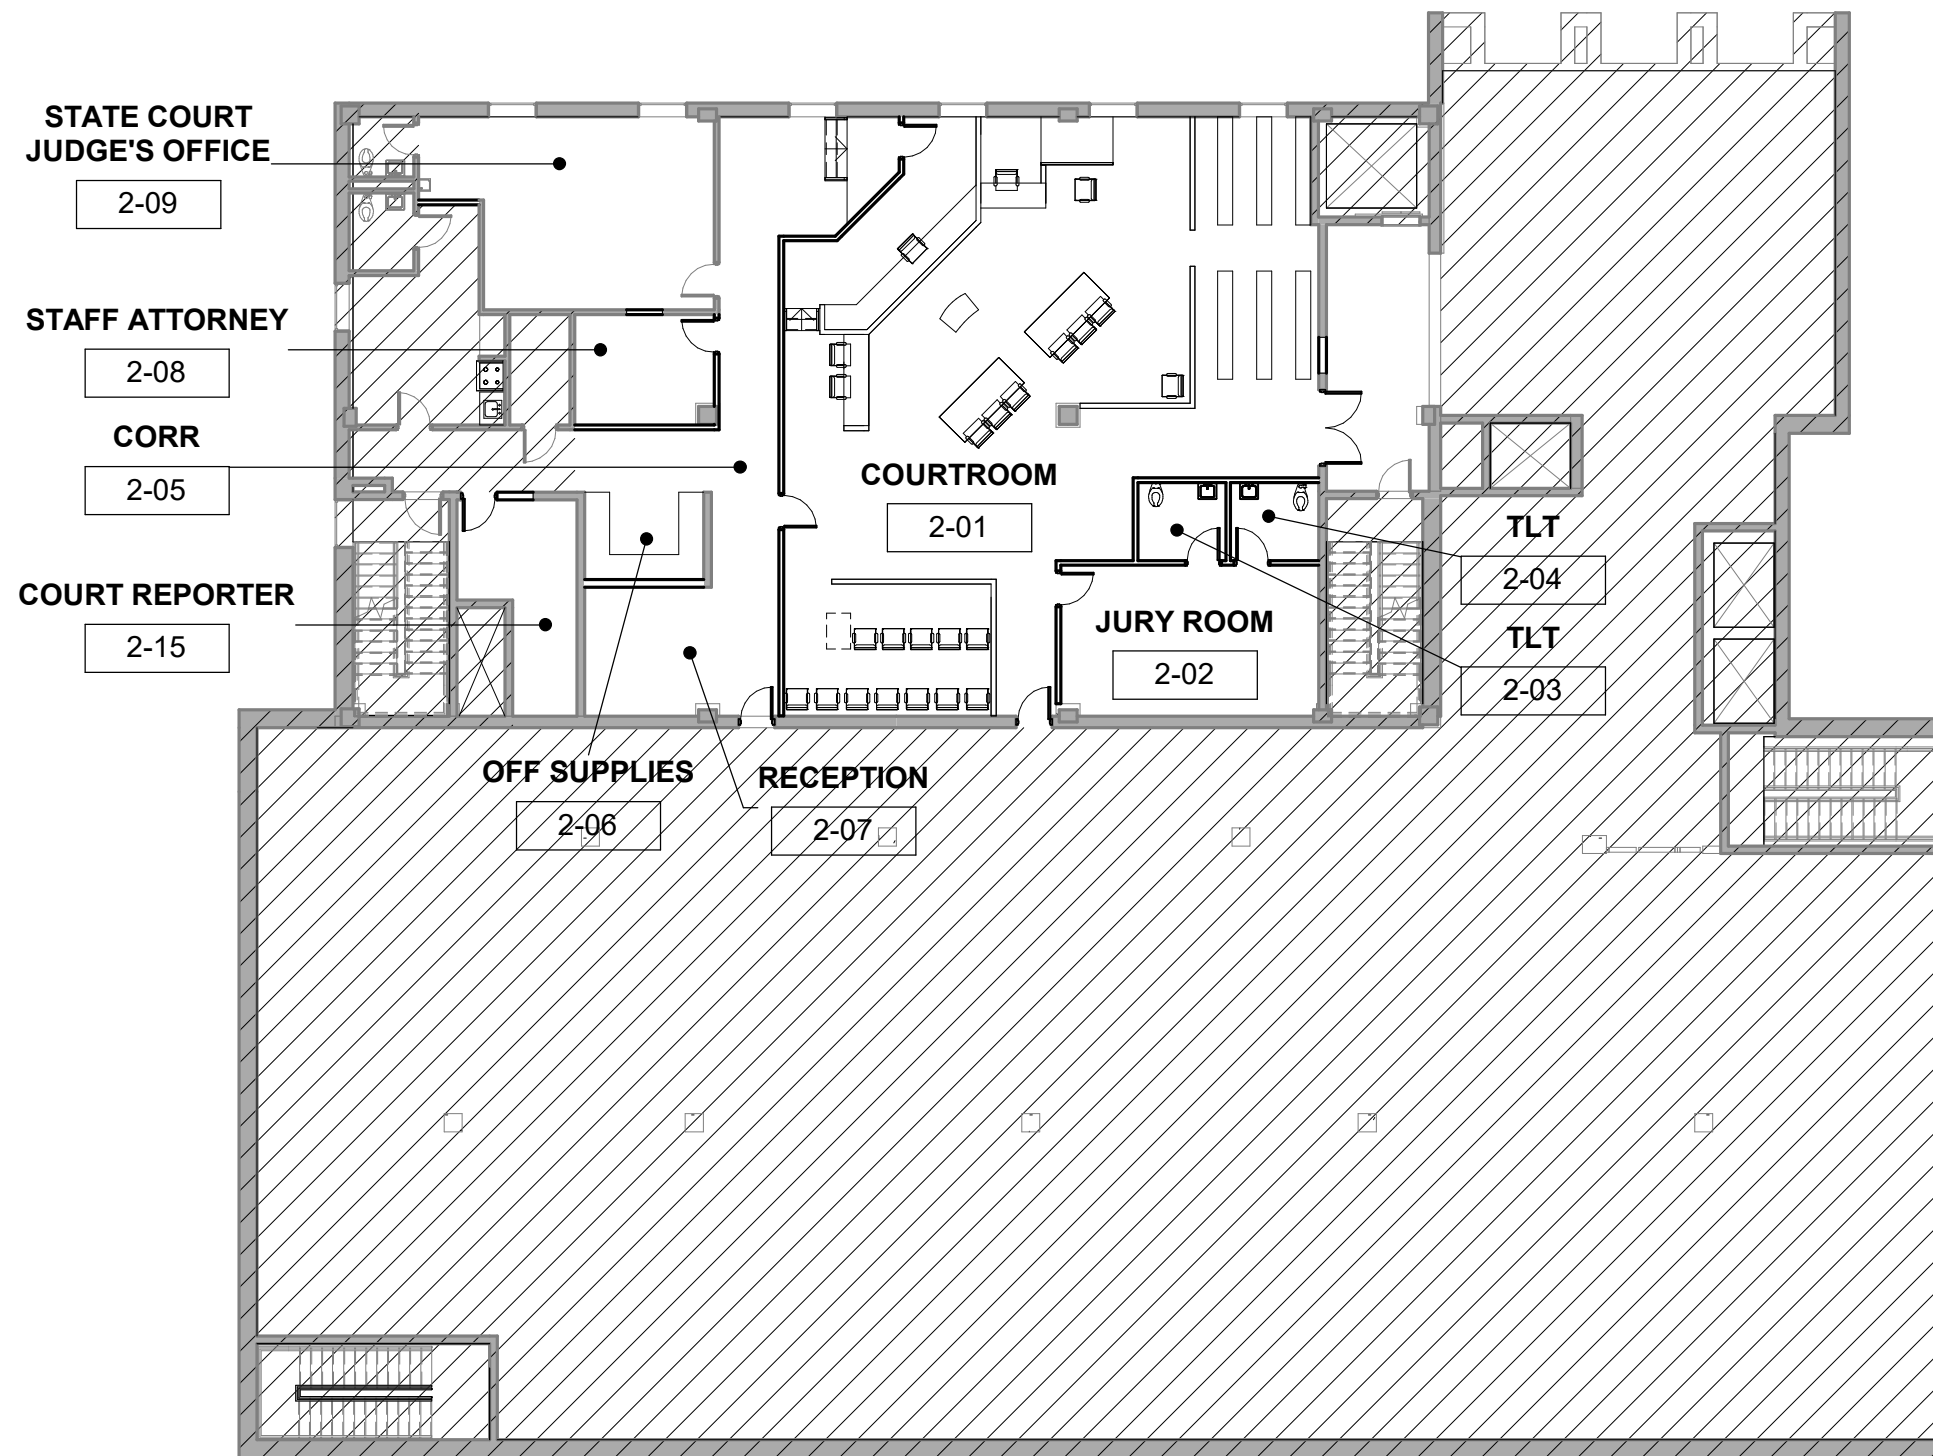 STATE COURT
JUDGE'S OFFICE
2-09
STAFF ATTORNEY
2-08
CORR
2-05
COURT REPORTER
2-15
COURTROOM
2-01
TLT
2-04
TLT
2-03
JURY ROOM
2-02
OFF SUPPLIES
2-06
RECEPTION
2-07